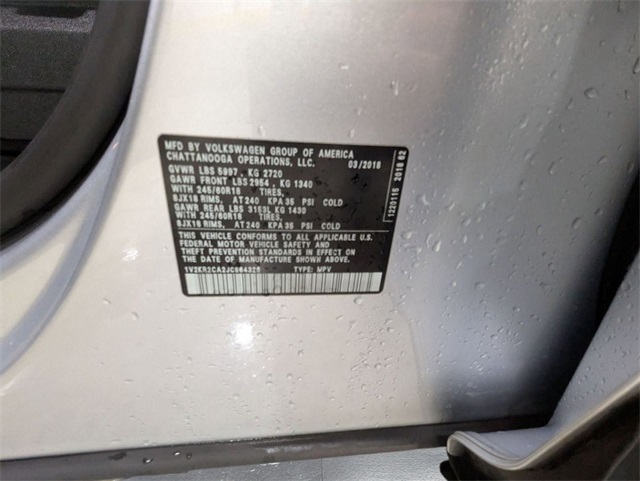 MFD BY VOLKSWAGEN GROUP OF AMERICA
CHATTANOOGA OPERATIONS, LLC. 03/2018
GVWR LBS 5997 , KG 2720
GAWR FRONT LBS 2954 , KG 1340
WITH 245/60R18 TIRES,
8JX18 RIMS, AT 240 KPA 35 PSI COLD
GAWR REAR LBS 3153 , KG 1430
WITH 245/60R18 TIRES,
8JX18 RIMS, AT 240 KPA 35 PSI COLD
THIS VEHICLE CONFORMS TO ALL APPLICABLE U.S.
FEDERAL MOTOR VEHICLE SAFETY AND
THEFT PREVENTION STANDARDS IN EFFECT ON
THE DATE OF MANUFACTURE SHOWN ABOVE.
TYPE: MPV
1220116 2018 02